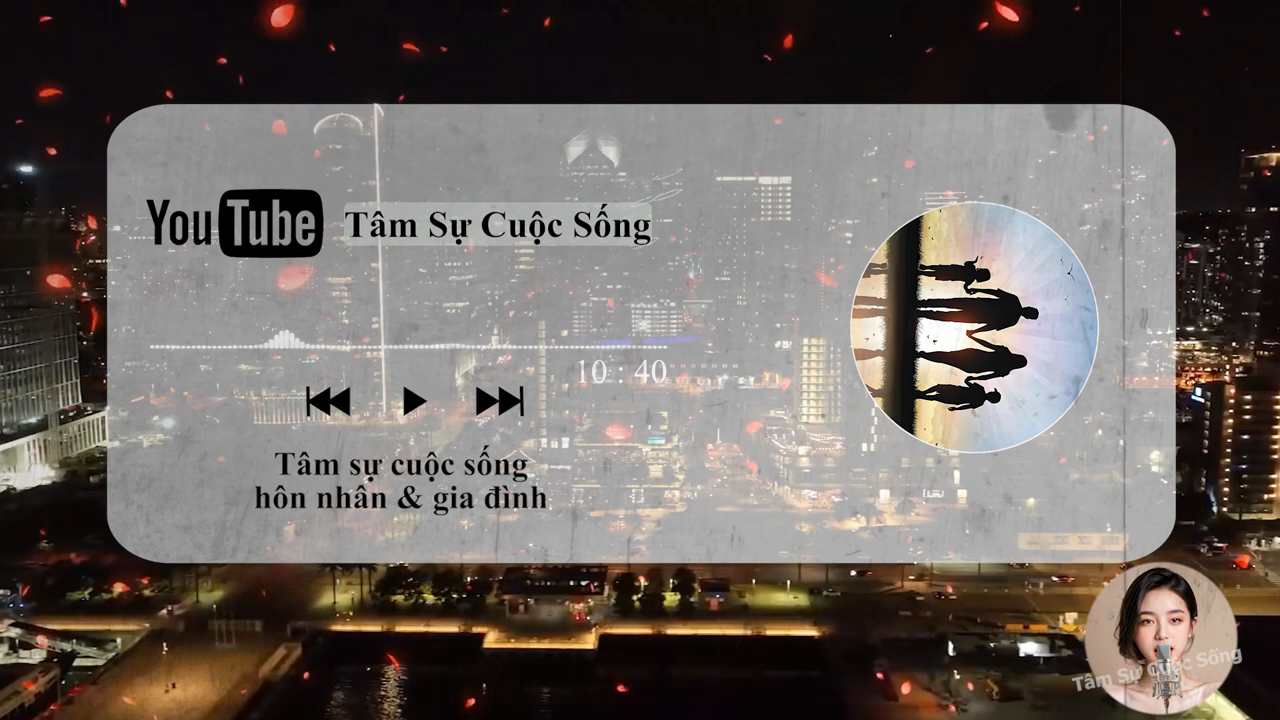 YouTube Tâm Sự Cuộc Sống
10 : 40
Tâm sự cuộc sống
hôn nhân & gia đình
Tâm Sự Cuộc Sống